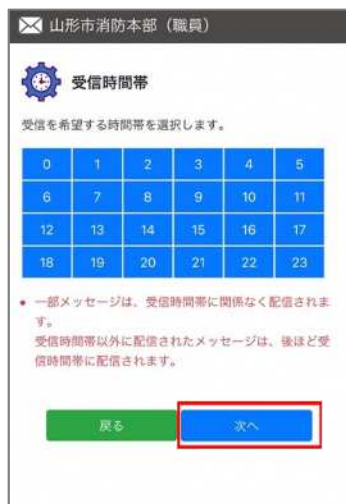 山形市消防本部（職員）
受信時間帯
受信を希望する時間帯を選択します。
0 1 2 3 4 5
6 7 8 9 10 11
12 13 14 15 16 17
18 19 20 21 22 23
• 一部メッセージは、受信時間帯に関係なく配信されま
す。
受信時間帯以外に配信されたメッセージは、後ほど受
信時間帯に配信されます。
戻る 次へ